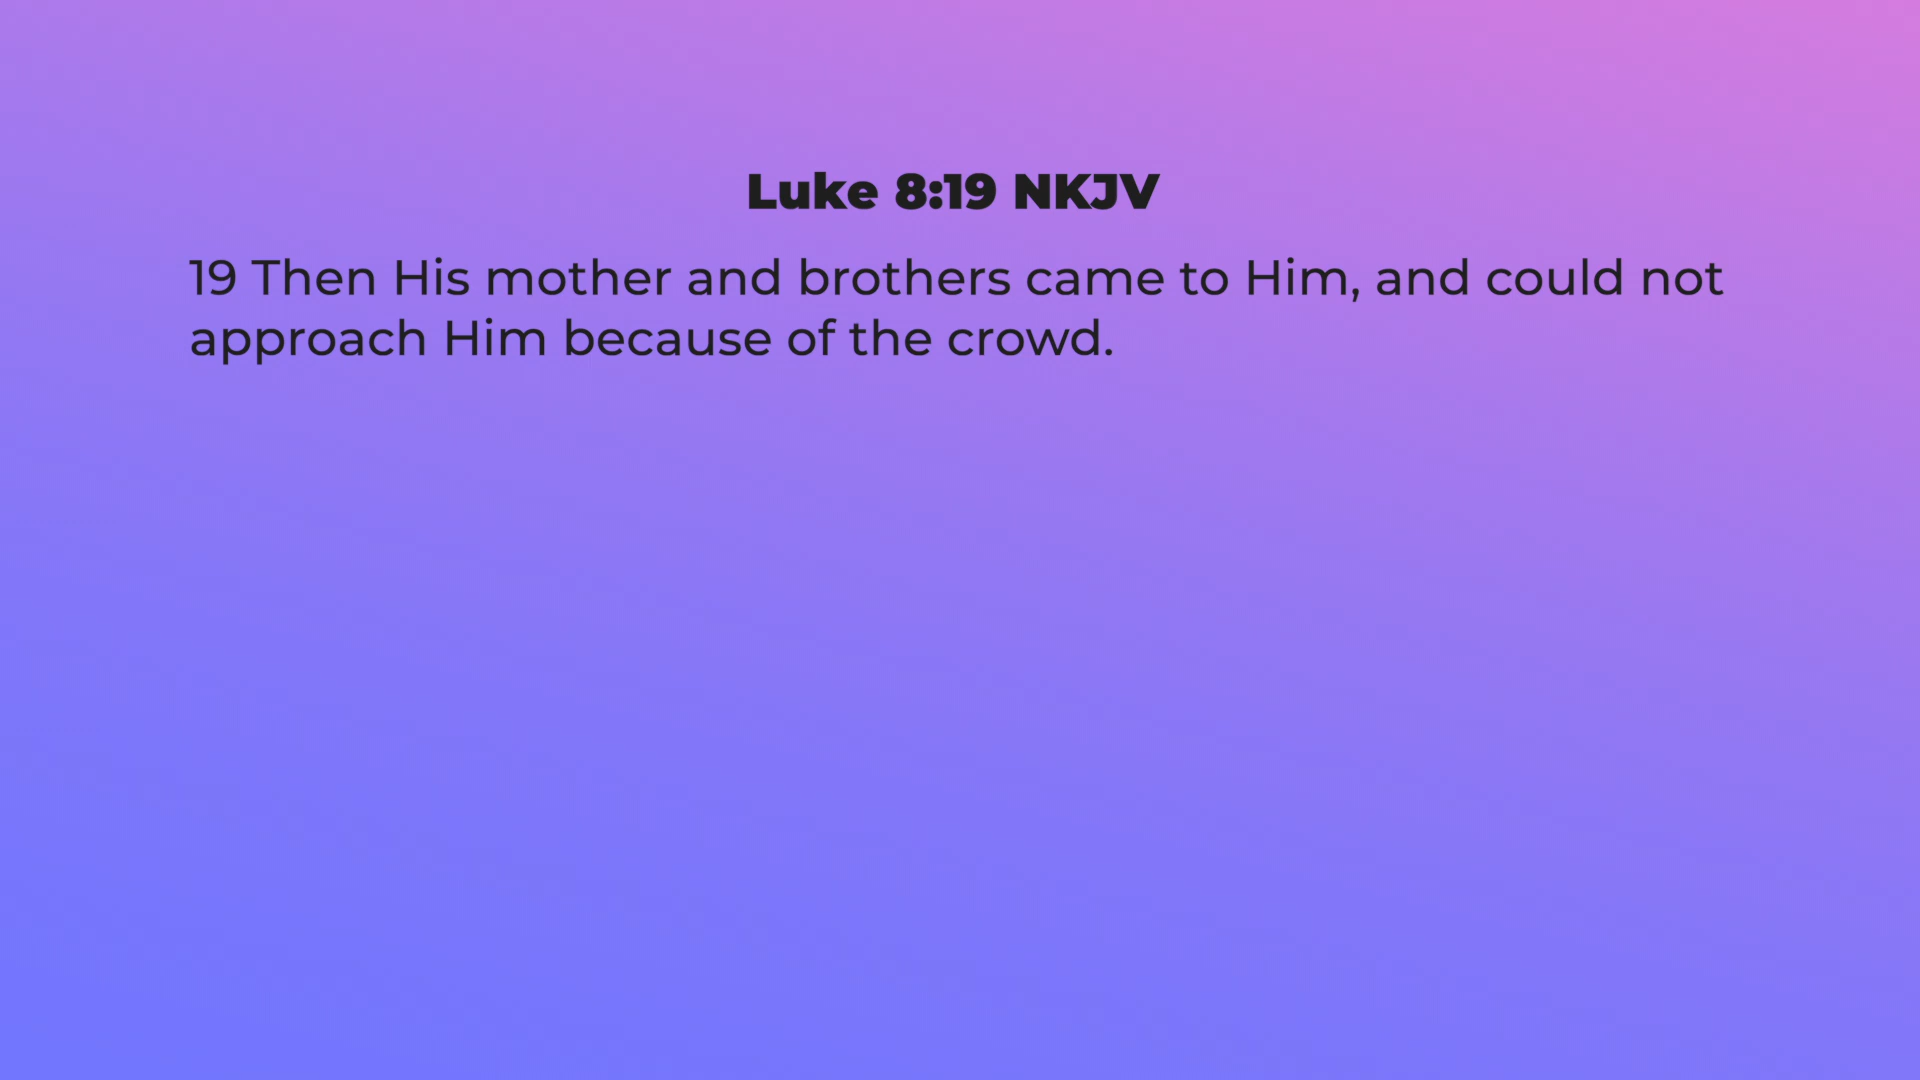 Luke 8:19 NKJV
19 Then His mother and brothers came to Him, and could not
approach Him because of the crowd.